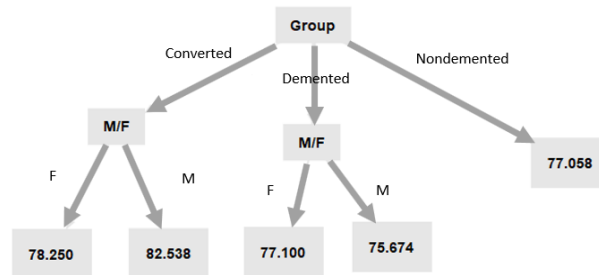 Group
Converted
Nondemented
Demented
M/F
M/F
77.058
F
M
F
M
78.250
82.538
77.100
75.674